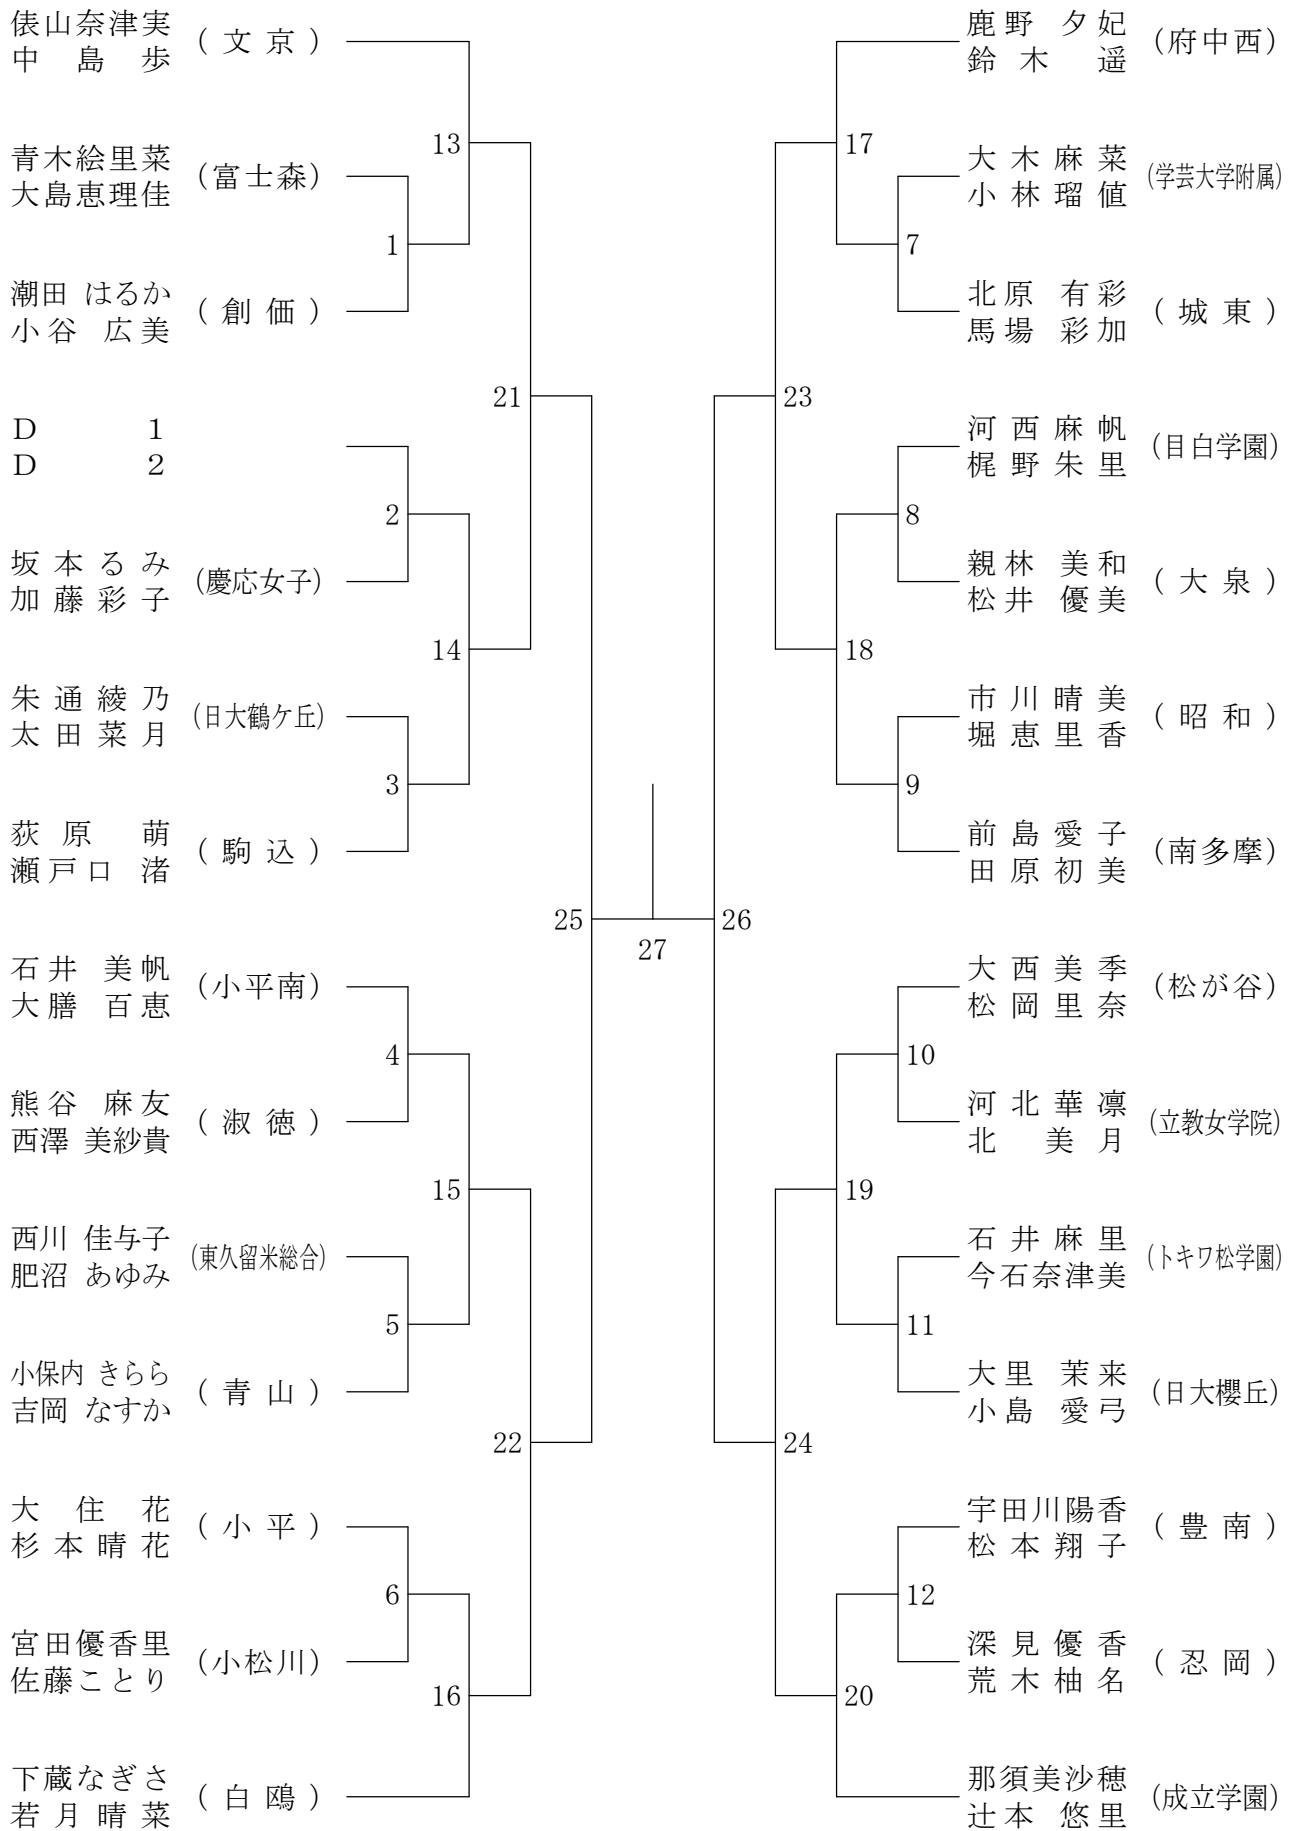 俵山奈津実
中島歩
(文京)
青木絵里菜
大島恵理佳
(富士森)
潮田 はるか
小谷 広美
(創価)
D 1
D 2
坂本るみ
加藤彩子
(慶応女子)
朱通綾乃
太田菜月
(日大鶴ケ丘)
荻原 萌
瀬戸口 渚
(駒込)
石井 美帆
大膳 百恵
(小平南)
熊谷 麻友
西澤 美紗貴
(淑徳)
西川 佳与子
肥沼 あゆみ
(東久留米総合)
小保内 きらら
吉岡 なすか
(青山)
大住花
杉本晴花
(小平)
宮田優香里
佐藤ことり
(小松川)
下蔵なぎさ
若月晴菜
(白鴎)
1
2
3
4
5
6
13
14
15
16
21
22
25
27
26
23
24
17
18
19
20
7
8
9
10
11
12
鹿野 夕妃
鈴木 遥
(府中西)
大木麻菜
小林瑠値
(学芸大学附属)
北原 有彩
馬場 彩加
(城東)
河西麻帆
梶野朱里
(目白学園)
親林 美和
松井 優美
(大泉)
市川晴美
堀恵里香
(昭和)
前島愛子
田原初美
(南多摩)
大西美季
松岡里奈
(松が谷)
河北華凛
北 美月
(立教女学院)
石井麻里
今石奈津美
(トキワ松学園)
大里 茉来
小島 愛弓
(日大櫻丘)
宇田川陽香
松本翔子
(豊南)
深見優香
荒木柚名
(忍岡)
那須美沙穂
辻本 悠里
(成立学園)